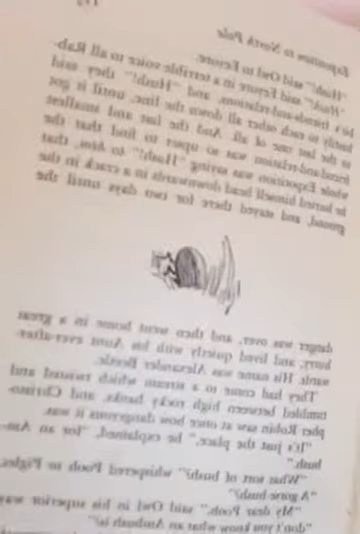 Expotition to North Pole
"Hush!" said Owl to Eeyore.
"Hush!" said Eeyore in a terrible voice to all Rab-
bit's friends-and-relations, and "Hush!" they said
hastily to each other all down the line, until it got
to the last one of all. And the last and smallest
friend-and-relation was so upset to find that the
whole Expotition was saying "Hush!" to him, that
he buried himself head downwards in a crack in the
ground, and stayed there for two days until the
danger was over, and then went home in a great
hurry, and lived quietly with his Aunt ever-after-
wards. His name was Alexander Beetle.
They had come to a stream which twisted and
tumbled between high rocky banks, and Christo-
pher Robin saw at once how dangerous it was.
"It's just the place," he explained, "for an Am-
bush."
"What sort of bush?" whispered Pooh to Piglet.
"A gorse-bush?"
"My dear Pooh," said Owl in his superior way
"don't you know what an Ambush is?"